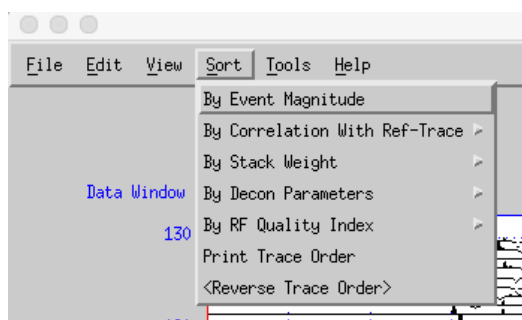 File Edit View Sort Tools Help
By Event Magnitude
By Correlation With Ref-Trace
By Stack Weight
Data Window By Decon Parameters
130 By RF Quality Index
Print Trace Order
<Reverse Trace Order>